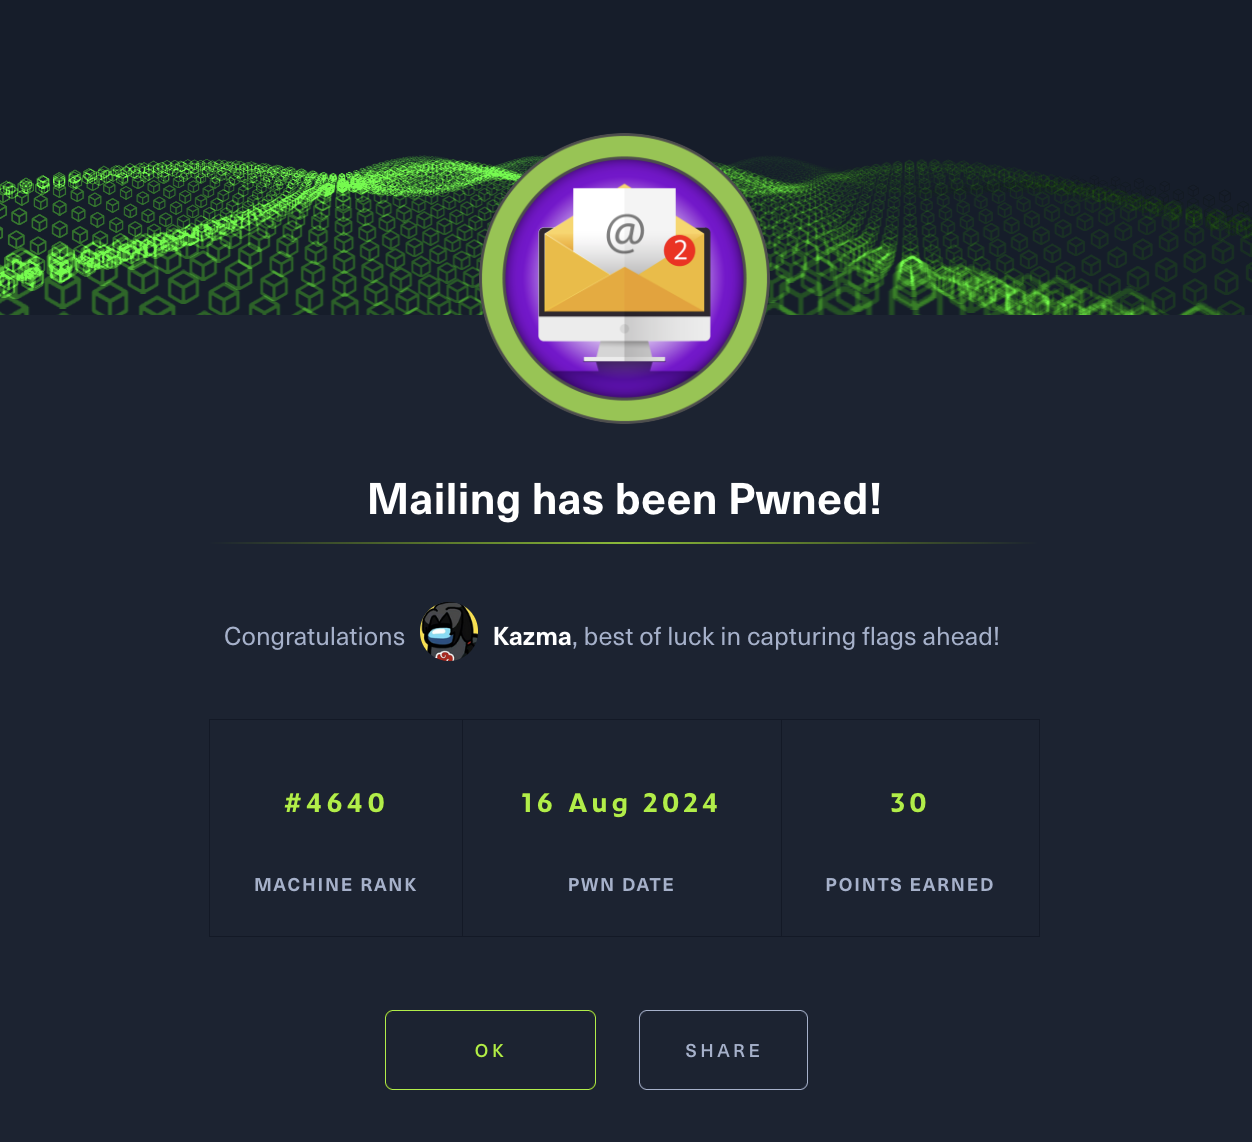 @
2
Mailing has been Pwned!
Congratulations Kazma, best of luck in capturing flags ahead!
#4640 16 Aug 2024 30
MACHINE RANK PWN DATE POINTS EARNED
OK SHARE